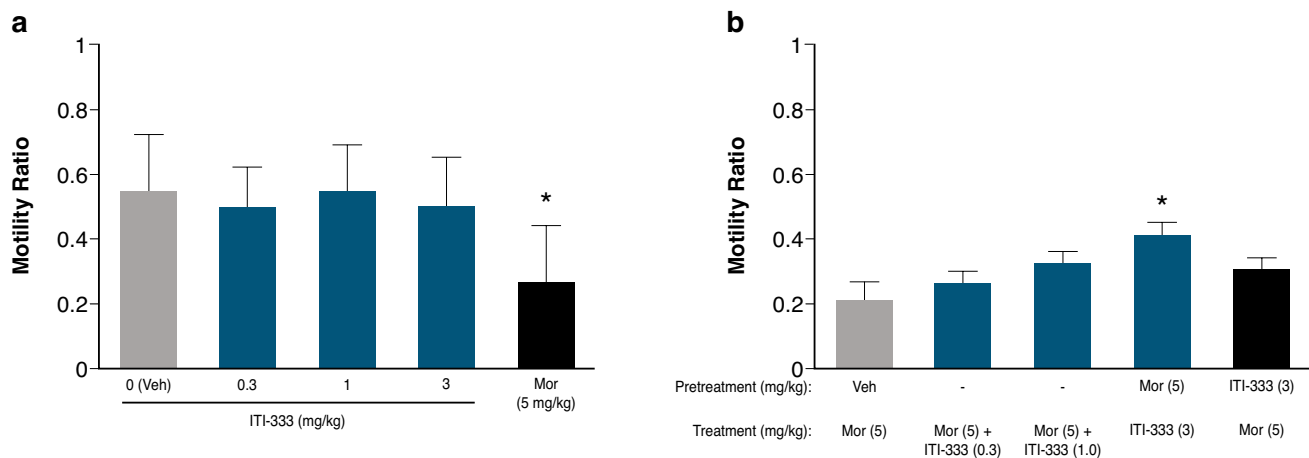 a
1
0.8
0.6
0.4
0.2
0
Motility Ratio
*
0 (Veh) 0.3 1 3 Mor
(5 mg/kg)
ITI-333 (mg/kg)
b
1
0.8
0.6
0.4
0.2
0
Motility Ratio
*
Pretreatment (mg/kg): Veh - - Mor (5) ITI-333 (3)
Treatment (mg/kg): Mor (5) Mor (5) + Mor (5) + ITI-333 (3) Mor (5)
ITI-333 (0.3) ITI-333 (1.0)